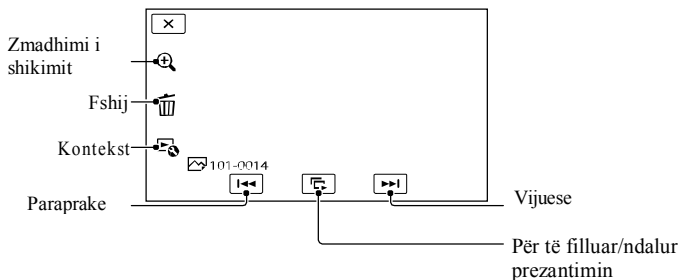 Zmadhimi i
shikimit
Fshij
Kontekst
101-0014
Paraprake
Vijuese
Për të filluar/ndalur
prezantimin